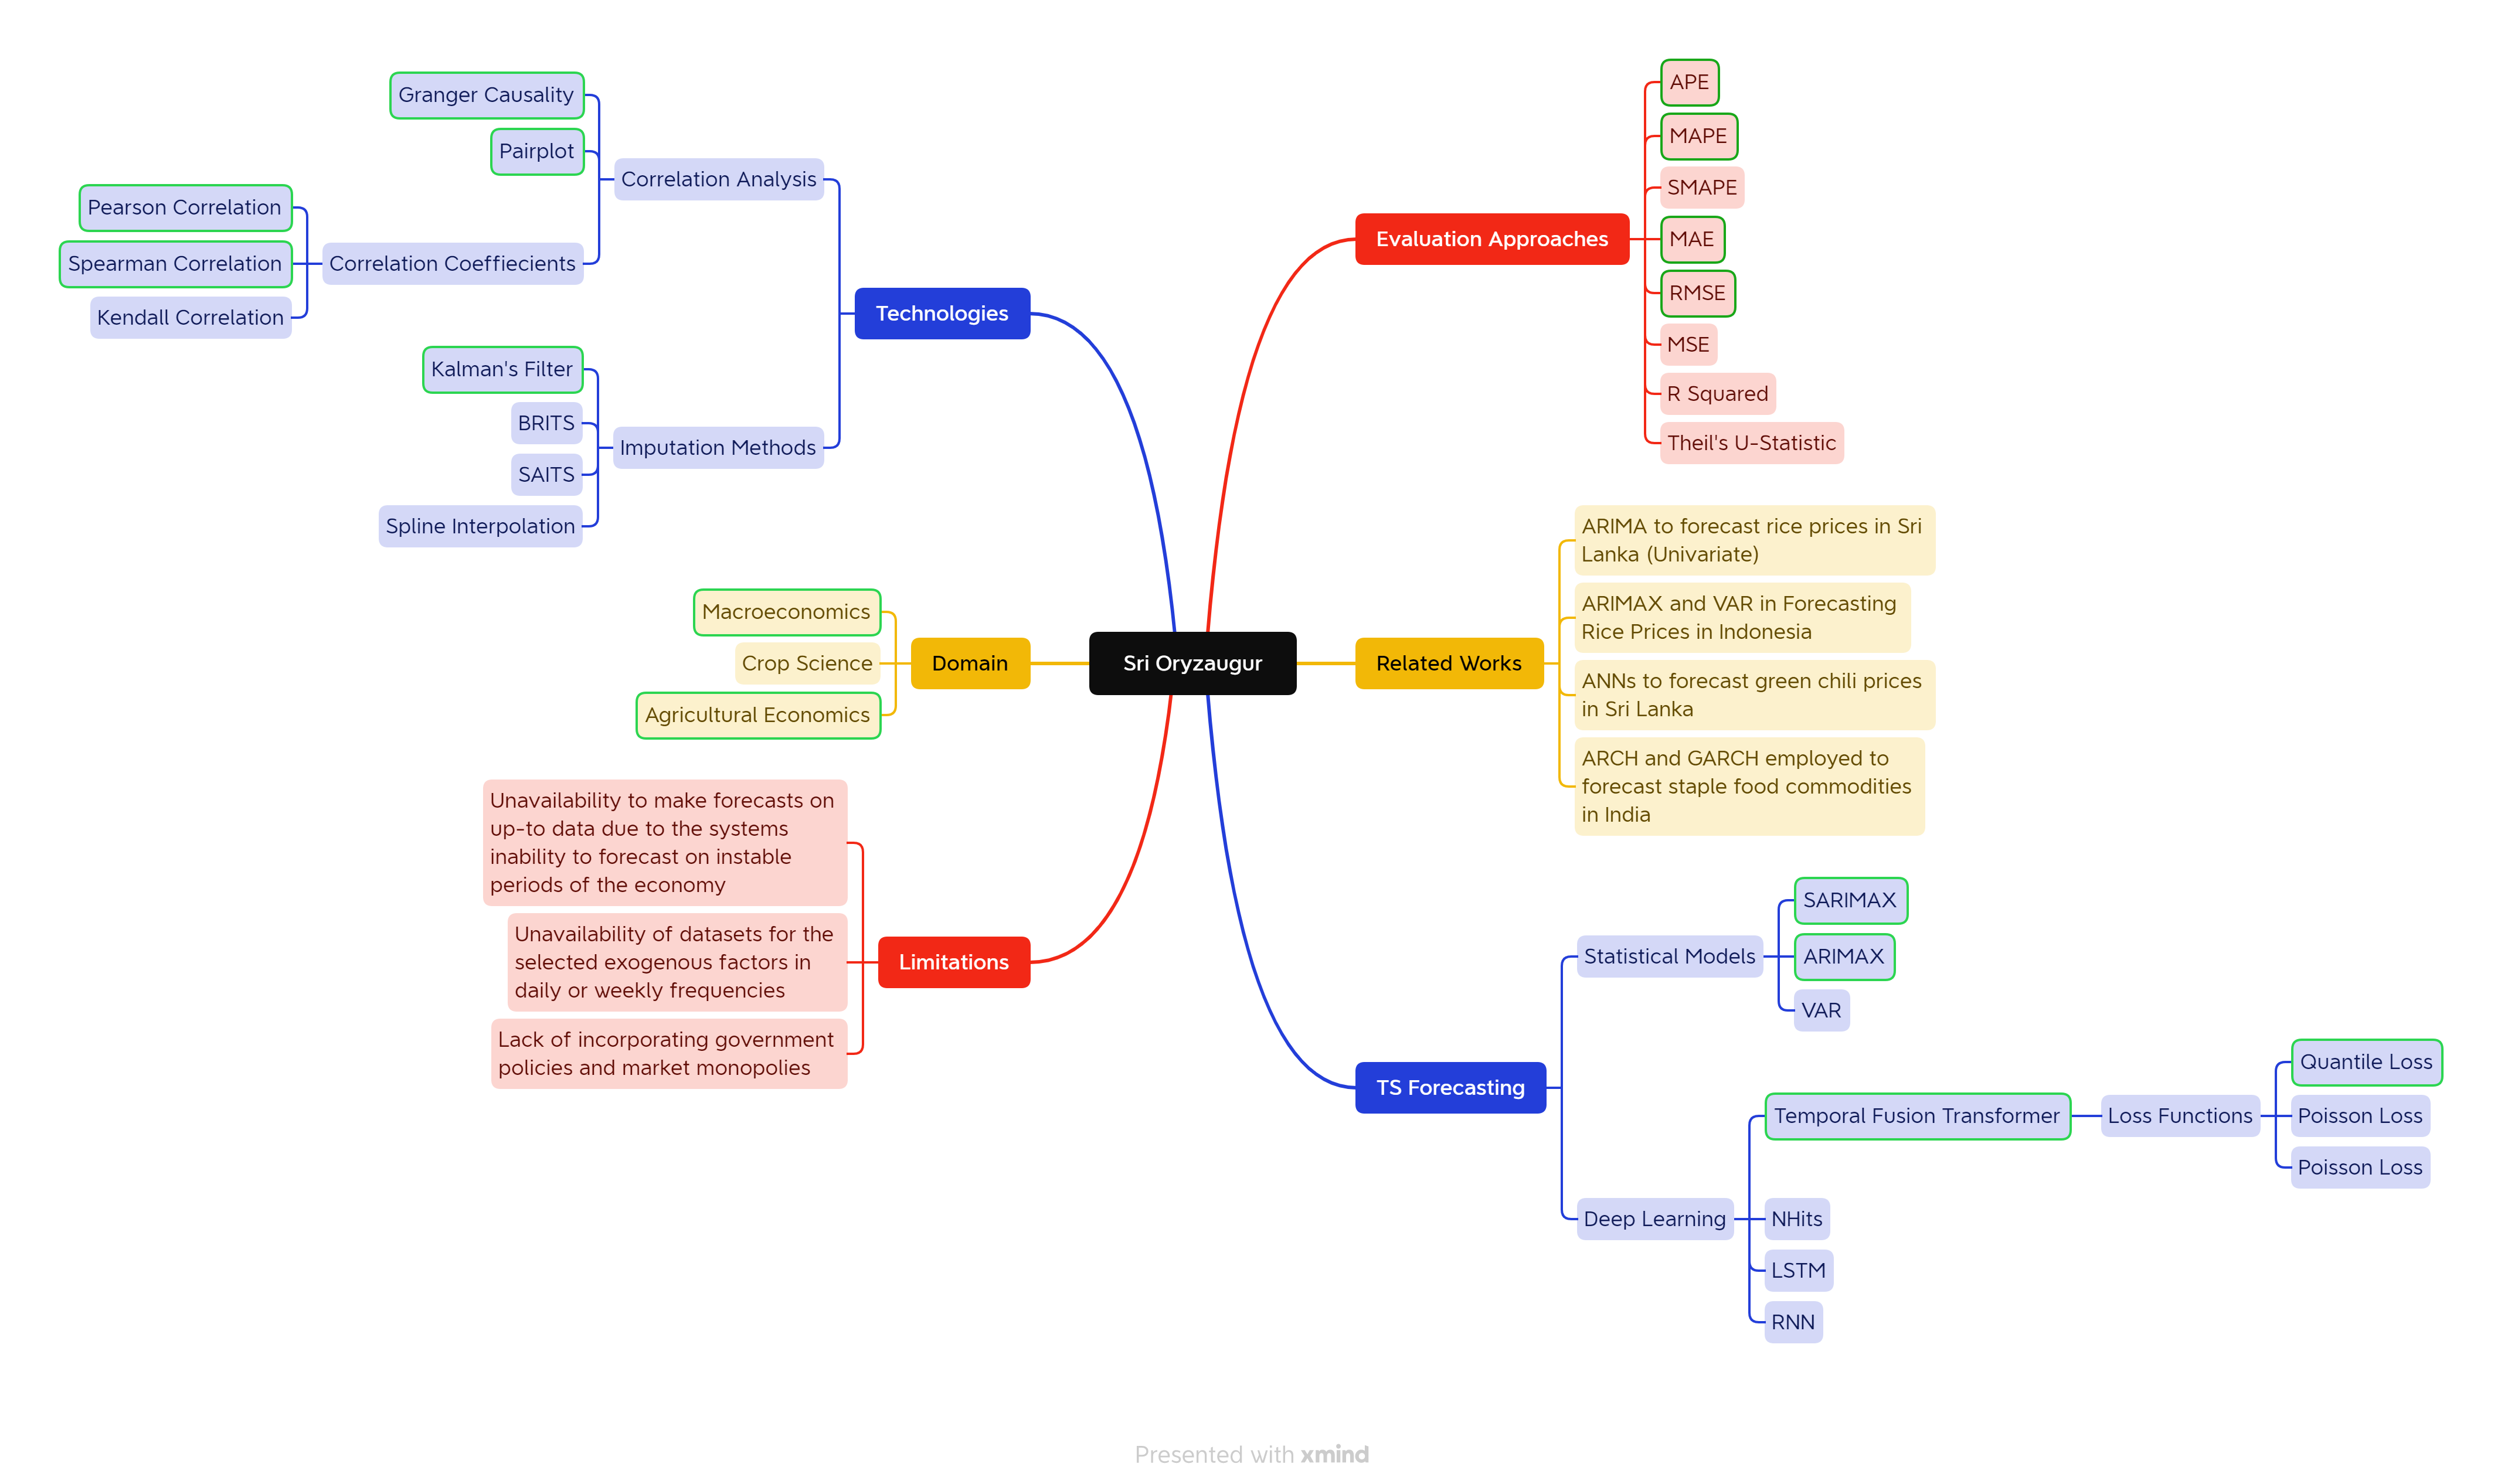 Sri Oryzaugur
Technologies
Correlation Analysis
Granger Causality
Pairplot
Correlation Coeffiecients
Pearson Correlation
Spearman Correlation
Kendall Correlation
Imputation Methods
Kalman's Filter
BRITS
SAITS
Spline Interpolation
Domain
Macroeconomics
Crop Science
Agricultural Economics
Limitations
Unavailability to make forecasts on
up-to data due to the systems
inability to forecast on instable
periods of the economy
Unavailability of datasets for the
selected exogenous factors in
daily or weekly frequencies
Lack of incorporating government
policies and market monopolies
Evaluation Approaches
APE
MAPE
SMAPE
MAE
RMSE
MSE
R Squared
Theil's U-Statistic
Related Works
ARIMA to forecast rice prices in Sri
Lanka (Univariate)
ARIMAX and VAR in Forecasting
Rice Prices in Indonesia
ANNs to forecast green chili prices
in Sri Lanka
ARCH and GARCH employed to
forecast staple food commodities
in India
TS Forecasting
Statistical Models
SARIMAX
ARIMAX
VAR
Deep Learning
Temporal Fusion Transformer
Loss Functions
Quantile Loss
Poisson Loss
Poisson Loss
NHits
LSTM
RNN
Presented with xmind